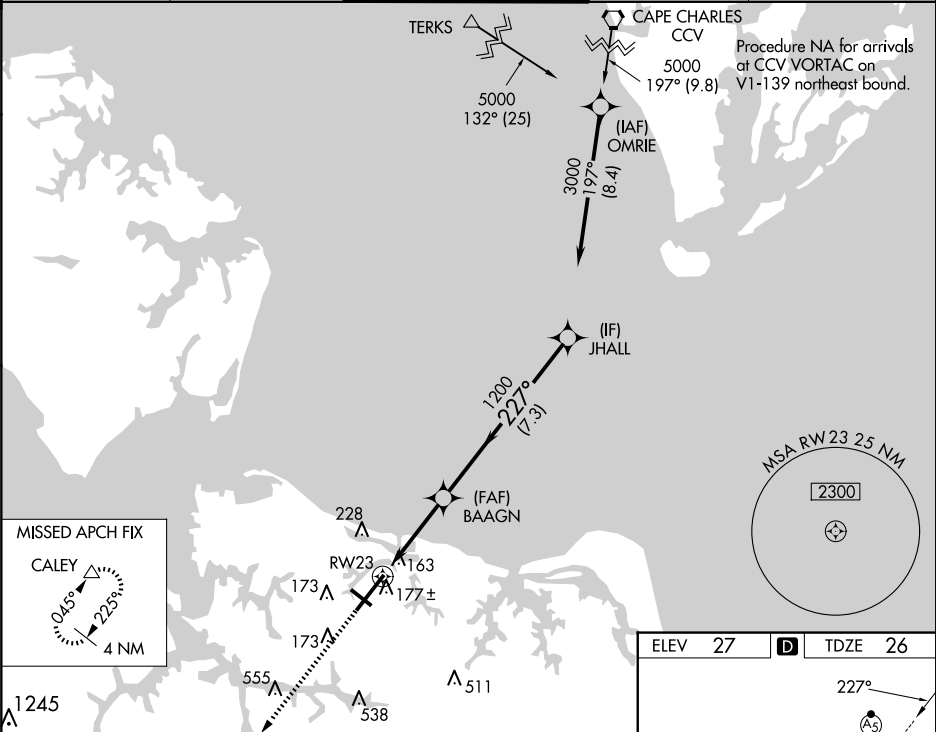 TERKS
CAPE CHARLES
CCV
5000
197° (9.8)
Procedure NA for arrivals
at CCV VORTAC on
V1-139 northeast bound.
5000
132° (25)
(IAF)
OMRIE
3000
197°
(8.4)
(IF)
JHALL
1200
227°
(7.3)
MSA RW23 25 NM
2300
(FAF)
BAAGN
228
MISSED APCH FIX
CALEY
045°
225°
4 NM
RW23
163
173
177±
173
555
511
538
1245
ELEV 27
D
TDZE 26
227°
A5